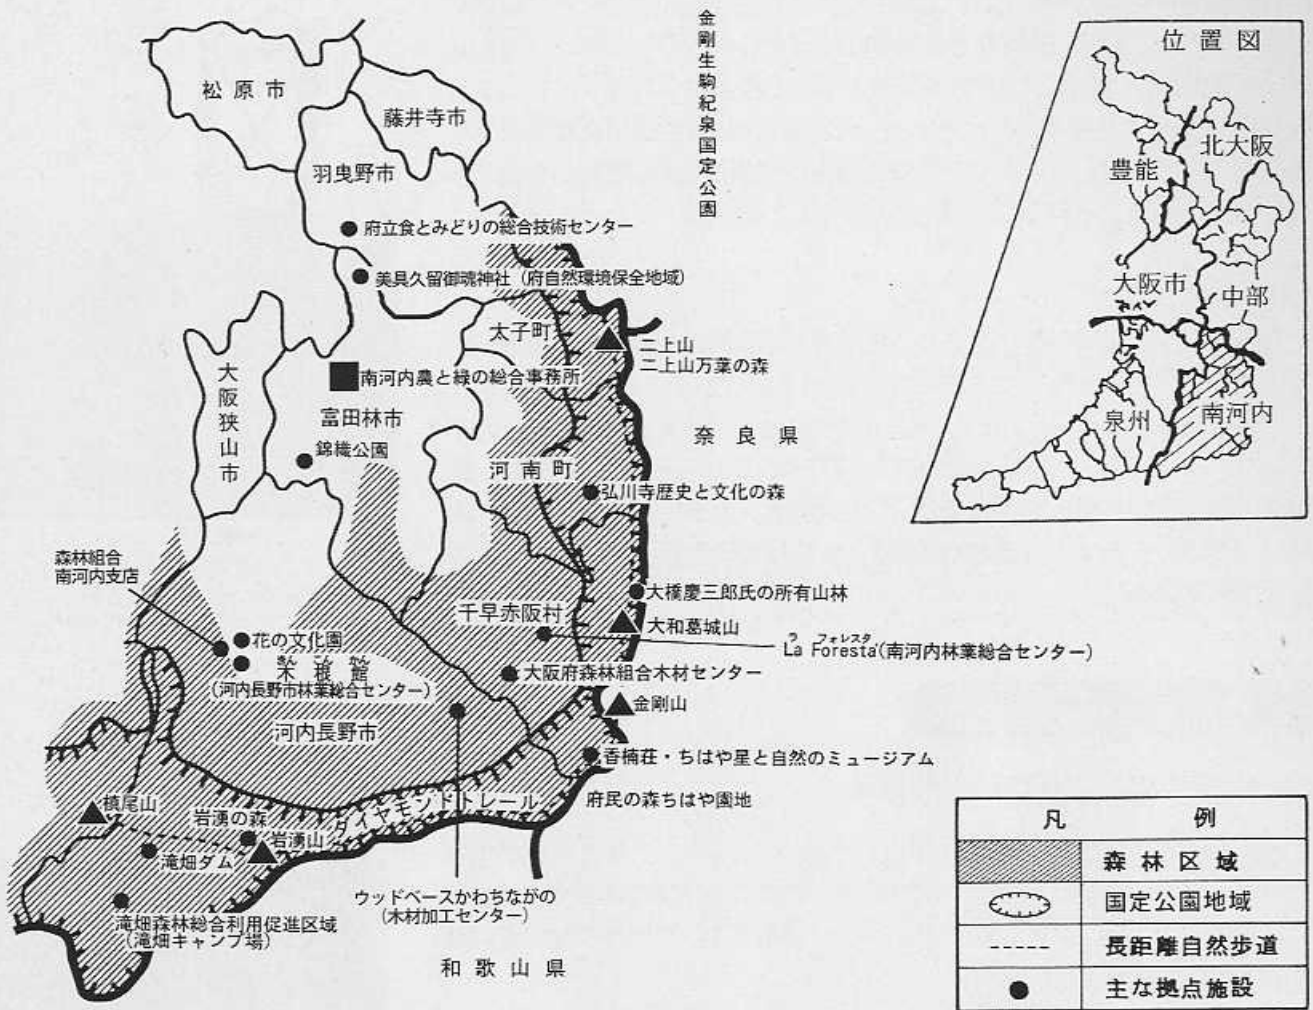 金剛生駒紀泉国定公園
位置図
豊能
北大阪
大阪市
中部
泉州
南河内
松原市
藤井寺市
羽曳野市
府立食とみどりの総合技術センター
美具久留御魂神社(府自然環境保全地域)
太子町
二上山
二上山万葉の森
大阪狭山市
南河内農と緑の総合事務所
富田林市
錦織公園
奈良県
河南町
弘川寺歴史と文化の森
森林組合
南河内支店
大橋慶三郎氏の所有山林
千早赤阪村
大和葛城山
花の文化園
フォレスタ
La Foresta(南河内林業総合センター)
木根館
(河内長野市林業総合センター)
大阪府森林組合木材センター
金剛山
河内長野市
香楠荘・ちはや星と自然のミュージアム
府民の森ちはや園地
ダイヤモンドトレール
槙尾山
岩湧の森
岩湧山
滝畑ダム
ウッドベースかわちながの
(木材加工センター)
滝畑森林総合利用促進区域
(滝畑キャンプ場)
和歌山県
凡例
森林区域
国定公園地域
長距離自然歩道
主な拠点施設